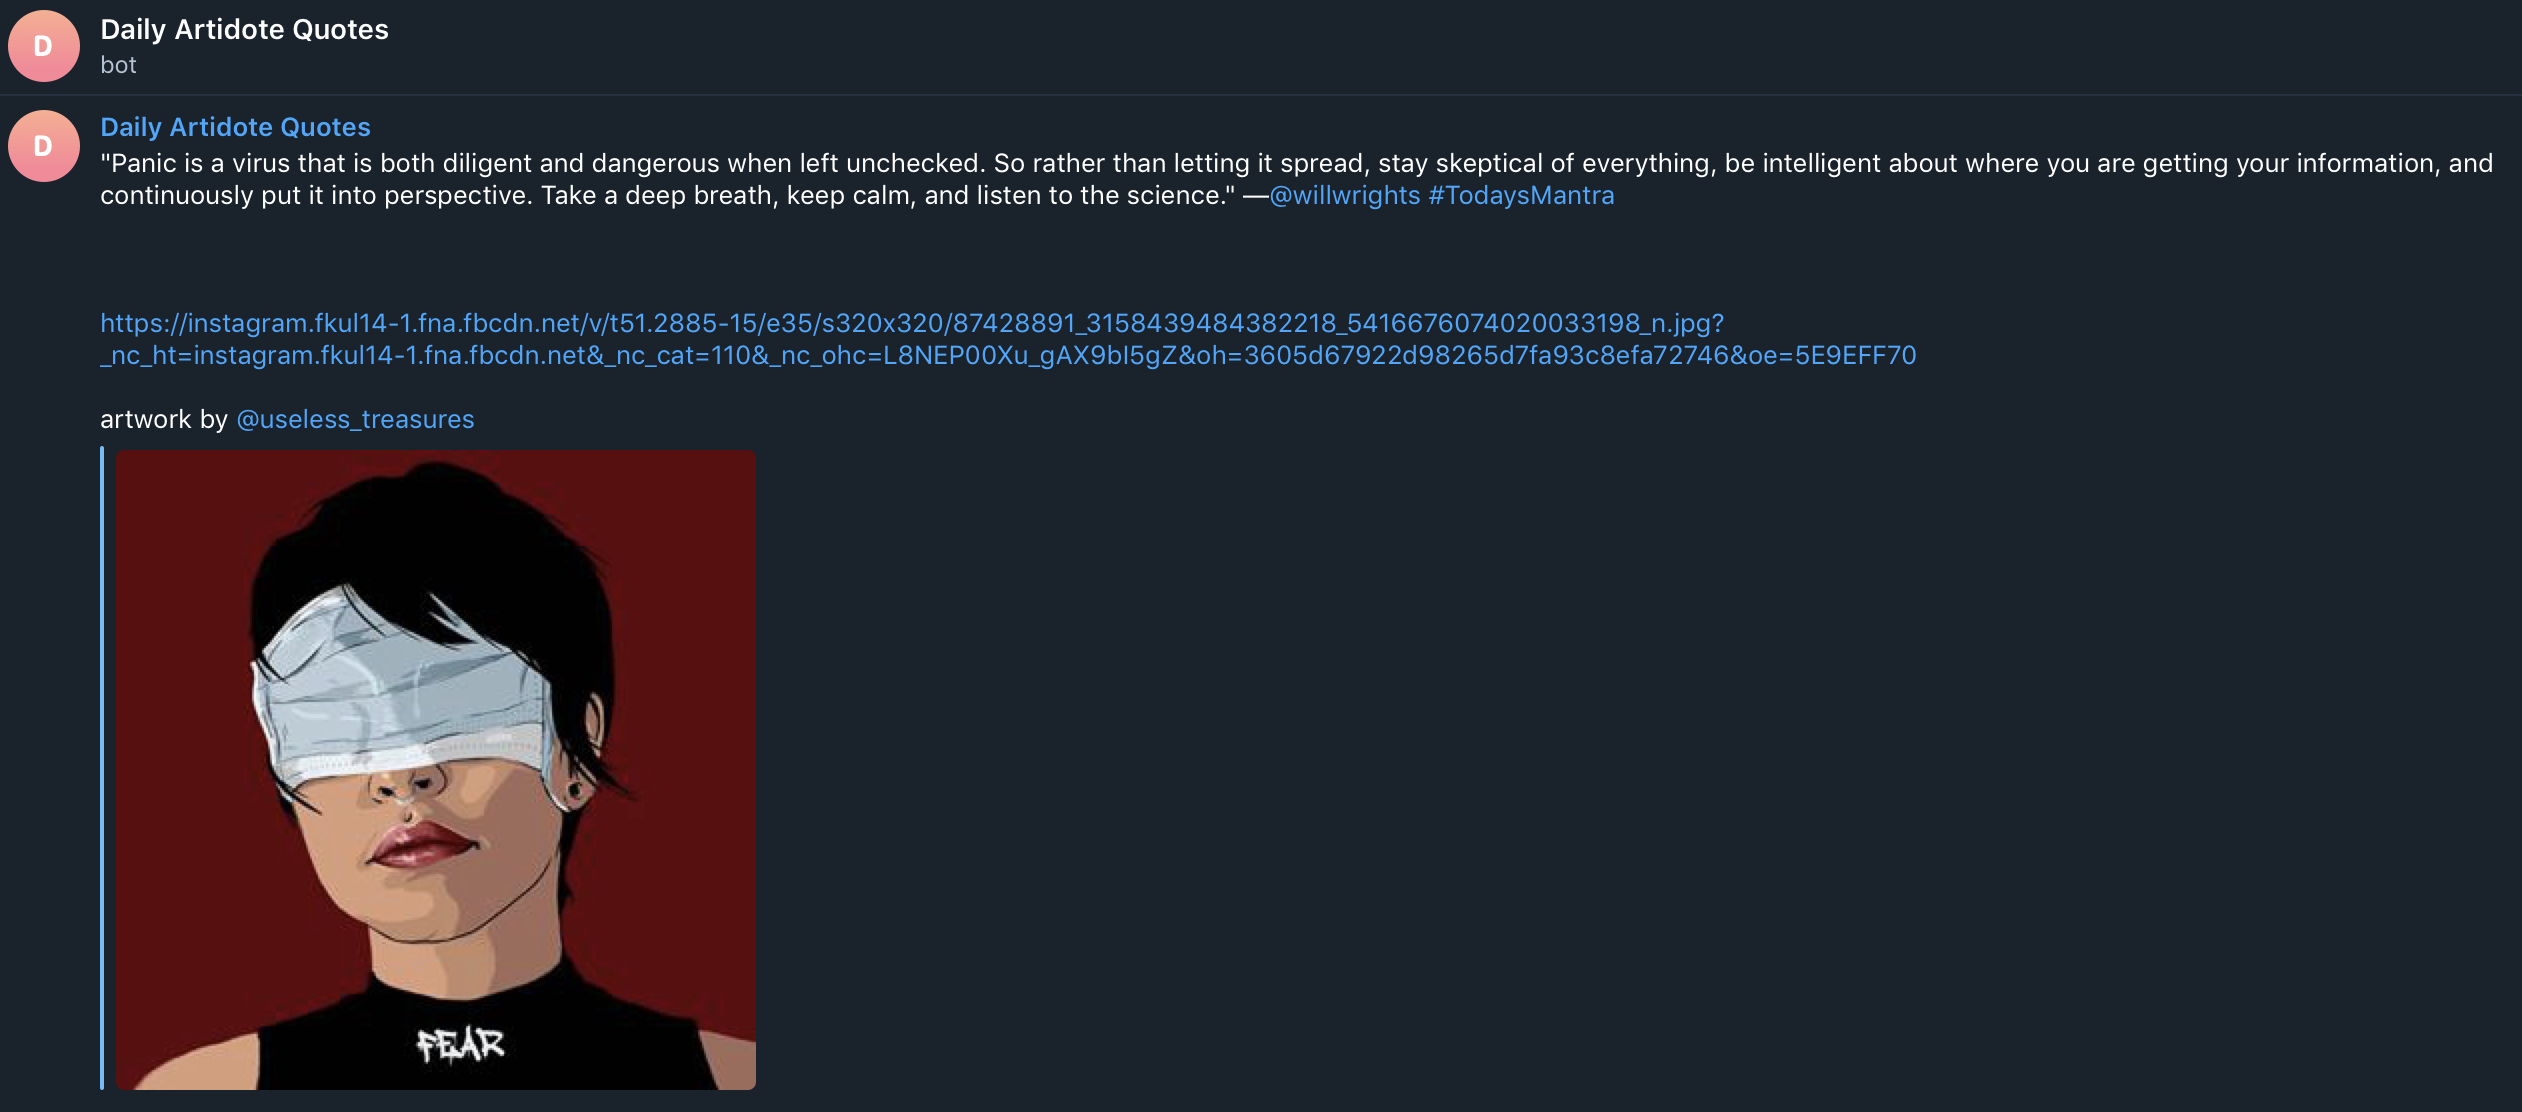 D
Daily Artidote Quotes
bot
D
Daily Artidote Quotes
"Panic is a virus that is both diligent and dangerous when left unchecked. So rather than letting it spread, stay skeptical of everything, be intelligent about where you are getting your information, and
continuously put it into perspective. Take a deep breath, keep calm, and listen to the science." —@willwrights #TodaysMantra
https://instagram.fkul14-1.fna.fbcdn.net/v/t51.2885-15/e35/s320x320/87428891_3158439484382218_5416676074020033198_n.jpg?
_nc_ht=instagram.fkul14-1.fna.fbcdn.net&_nc_cat=110&_nc_ohc=L8NEP00Xu_gAX9bI5gZ&oh=3605d67922d98265d7fa93c8efa72746&oe=5E9EFF70
artwork by @useless_treasures
FEAR